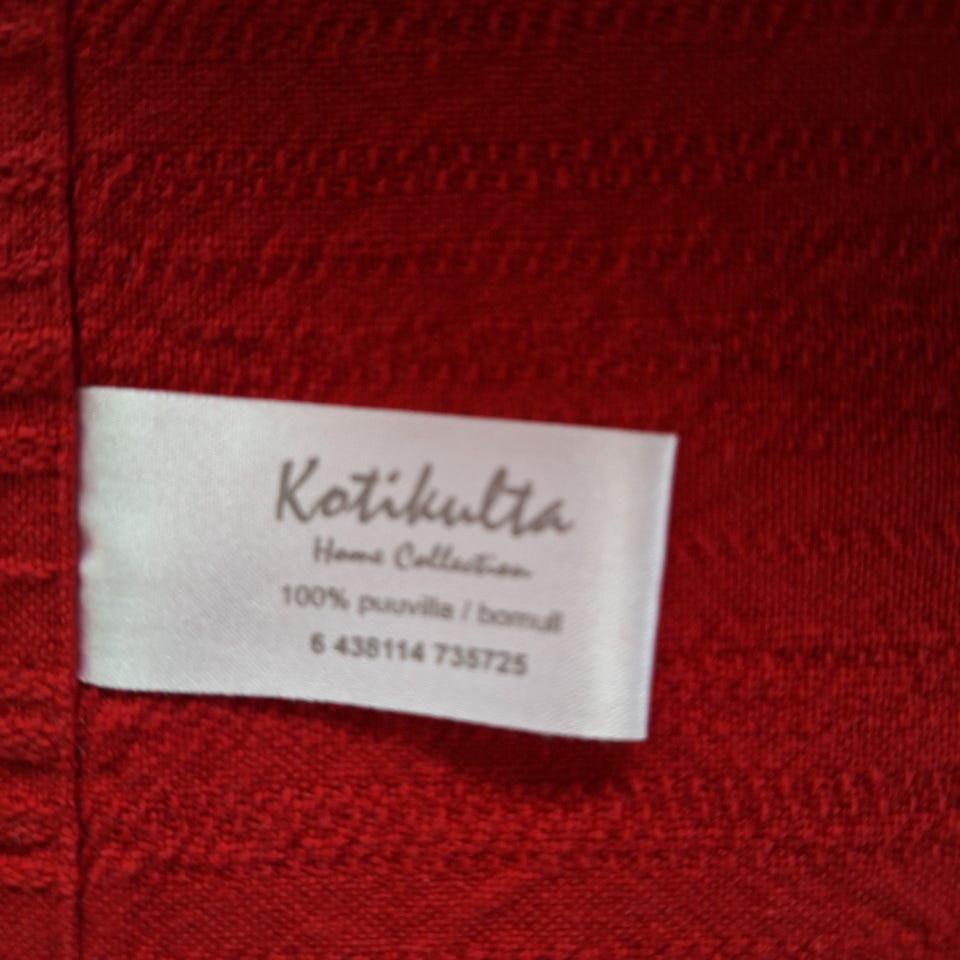 Kotikulta
Home Collection
100% puuvilla / bomull
6 438114 735725